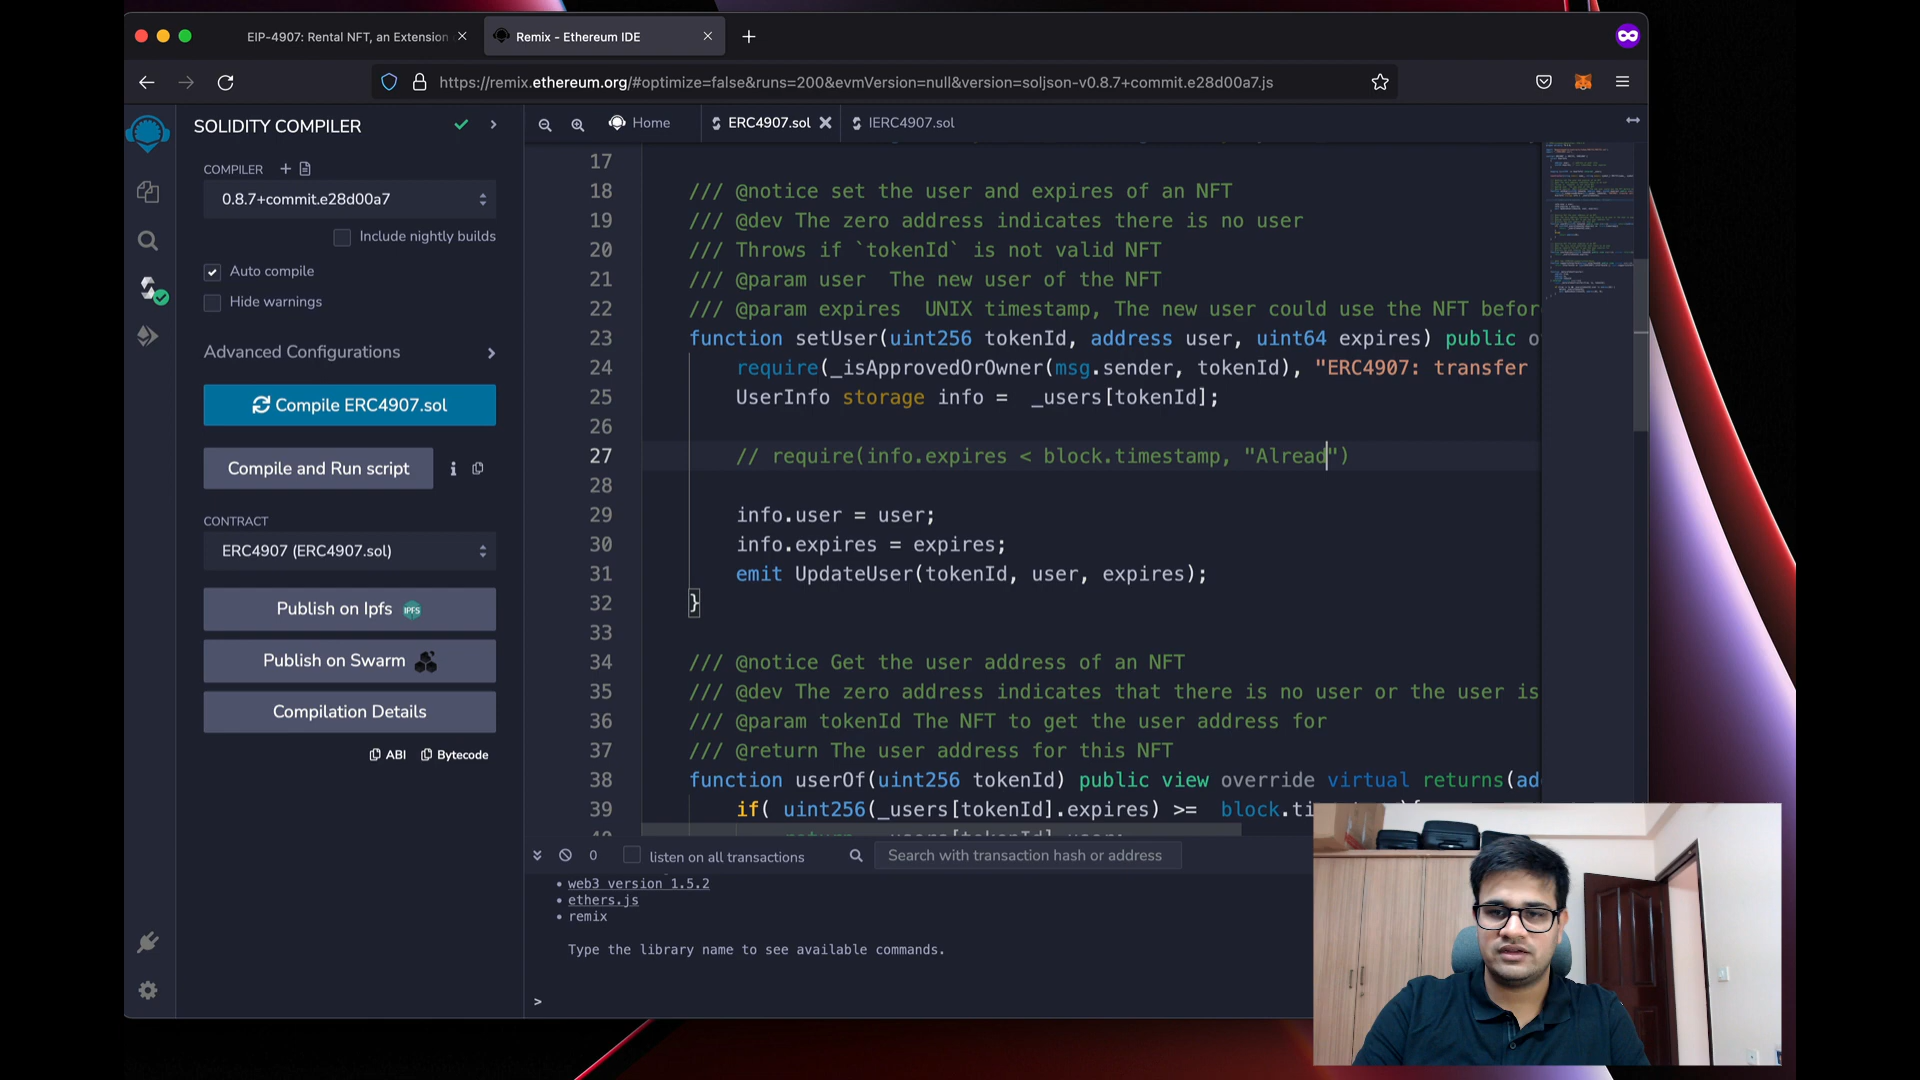 EIP-4907: Rental NFT, an Extension
Remix - Ethereum IDE
https://remix.ethereum.org/#optimize=false&runs=200&evmVersion=null&version=soljson-v0.8.7+commit.e28d00a7.js
SOLIDITY COMPILER
Home
ERC4907.sol
IERC4907.sol
COMPILER
0.8.7+commit.e28d00a7
Include nightly builds
Auto compile
Hide warnings
Advanced Configurations
Compile ERC4907.sol
Compile and Run script
CONTRACT
ERC4907 (ERC4907.sol)
Publish on Ipfs IPFS
Publish on Swarm
Compilation Details
ABI Bytecode
17
18 /// @notice set the user and expires of an NFT
19 /// @dev The zero address indicates there is no user
20 /// Throws if `tokenId` is not valid NFT
21 /// @param user  The new user of the NFT
22 /// @param expires  UNIX timestamp, The new user could use the NFT befor
23 function setUser(uint256 tokenId, address user, uint64 expires) public o
24 require(_isApprovedOrOwner(msg.sender, tokenId), "ERC4907: transfer
25 UserInfo storage info =  _users[tokenId];
26
27 // require(info.expires < block.timestamp, "Alread")
28
29 info.user = user;
30 info.expires = expires;
31 emit UpdateUser(tokenId, user, expires);
32 }
33
34 /// @notice Get the user address of an NFT
35 /// @dev The zero address indicates that there is no user or the user is
36 /// @param tokenId The NFT to get the user address for
37 /// @return The user address for this NFT
38 function userOf(uint256 tokenId) public view override virtual returns(ad
39 if( uint256(_users[tokenId].expires) >=  block.ti
0
listen on all transactions
Search with transaction hash or address
• web3 version 1.5.2
• ethers.js
• remix
Type the library name to see available commands.
>